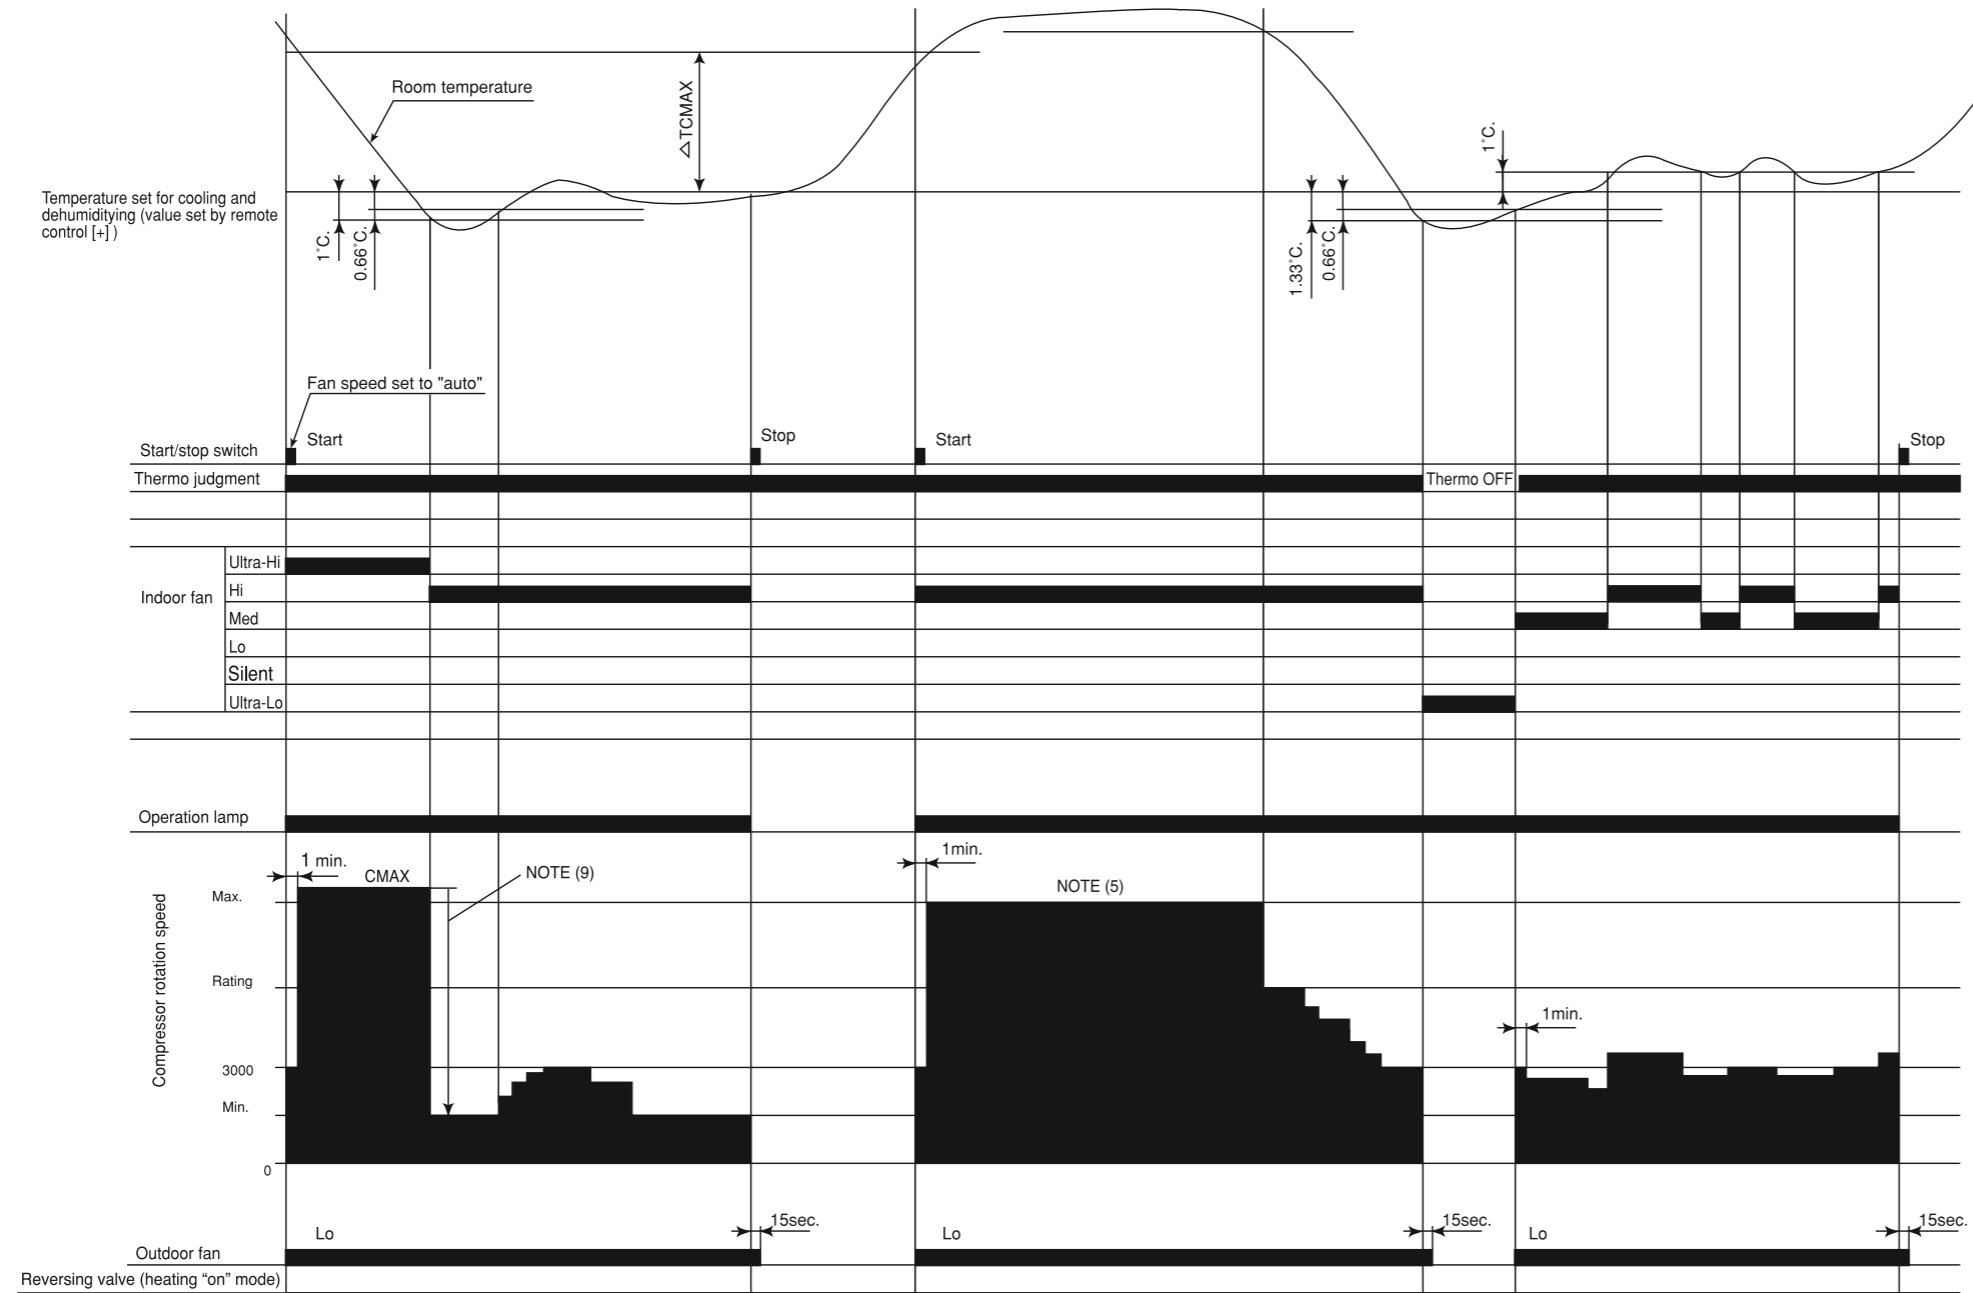 △TCMAX
Room temperature
1˚C.
Temperature set for cooling and
dehumiditying (value set by remote
control [+] )
1˚C.
0.66˚C.
1.33˚C.
0.66˚C.
Fan speed set to "auto"
Start/stop switch
Start
Stop
Start
Stop
Thermo judgment
Thermo OFF
Indoor fan
Ultra-Hi
Hi
Med
Lo
Silent
Ultra-Lo
Operation lamp
Compressor rotation speed
1 min.
CMAX
NOTE (9)
1min.
NOTE (5)
Max.
Rating
1min.
3000
Min.
0
Lo
15sec.
Lo
15sec.
Lo
15sec.
Outdoor fan
Reversing valve (heating “on” mode)